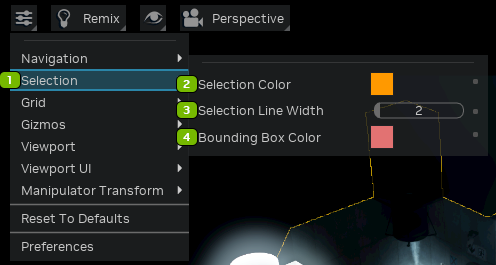 Remix
Perspective
Navigation
1 Selection
Grid
Gizmos
Viewport
Viewport UI
Manipulator Transform
Reset To Defaults
Preferences
2 Selection Color
3 Selection Line Width 2
4 Bounding Box Color